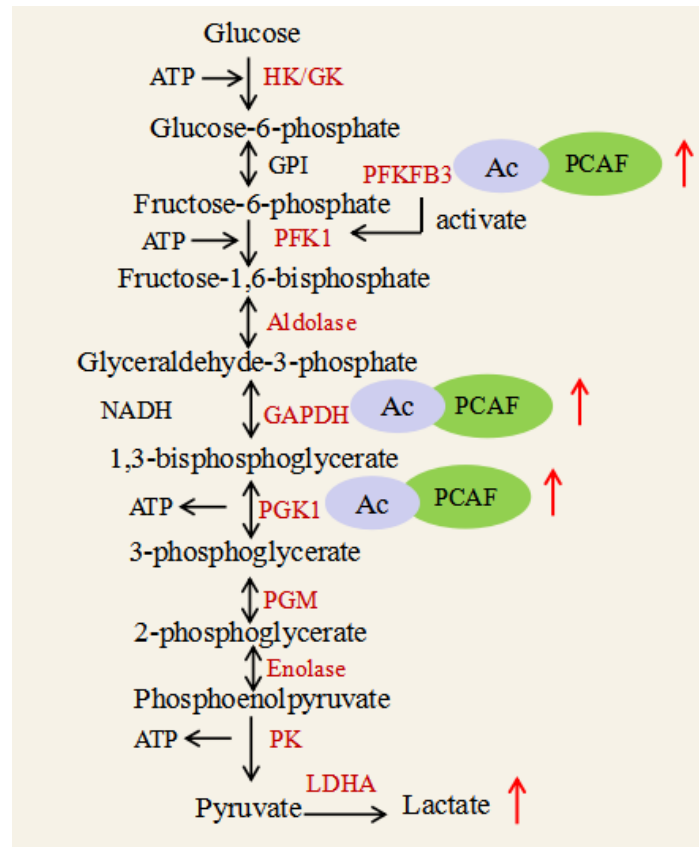 Glucose
ATP HK/GK
Glucose-6-phosphate
GPI PFKFB3 Ac PCAF
Fructose-6-phosphate
activate
ATP PFK1
Fructose-1,6-bisphosphate
Aldolase
Glyceraldehyde-3-phosphate
NADH GAPDH Ac PCAF
1,3-bisphosphoglycerate
ATP PGK1 Ac PCAF
3-phosphoglycerate
PGM
2-phosphoglycerate
Enolase
Phosphoenolpyruvate
ATP PK
LDHA
Pyruvate Lactate